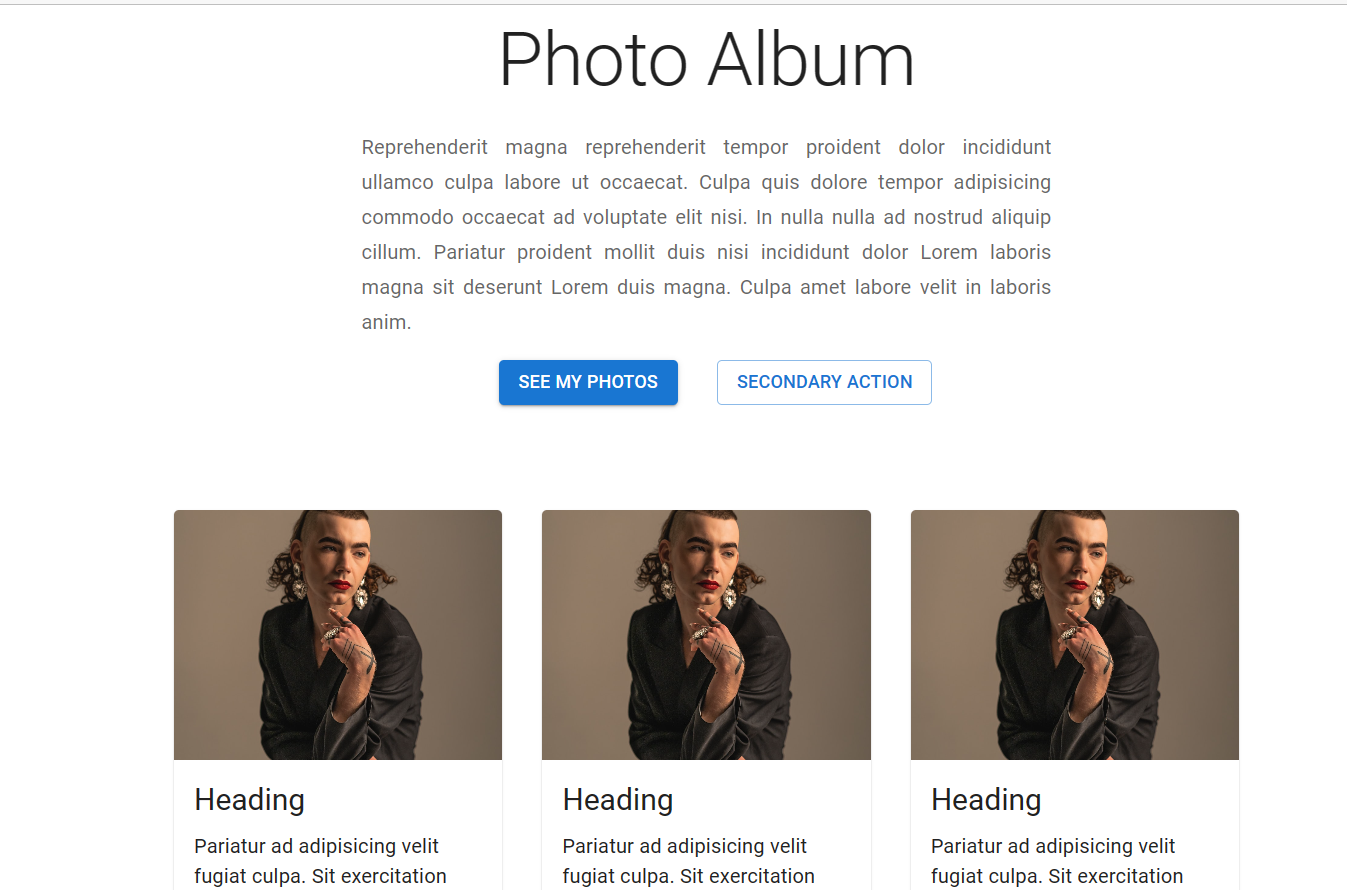 Photo Album
Reprehenderit magna reprehenderit tempor proident dolor incididunt
ullamco culpa labore ut occaecat. Culpa quis dolore tempor adipisicing
commodo occaecat ad voluptate elit nisi. In nulla nulla ad nostrud aliquip
cillum. Pariatur proident mollit duis nisi incididunt dolor Lorem laboris
magna sit deserunt Lorem duis magna. Culpa amet labore velit in laboris
anim.
SEE MY PHOTOS
SECONDARY ACTION
Heading
Pariatur ad adipisicing velit
fugiat culpa. Sit exercitation
Heading
Pariatur ad adipisicing velit
fugiat culpa. Sit exercitation
Heading
Pariatur ad adipisicing velit
fugiat culpa. Sit exercitation